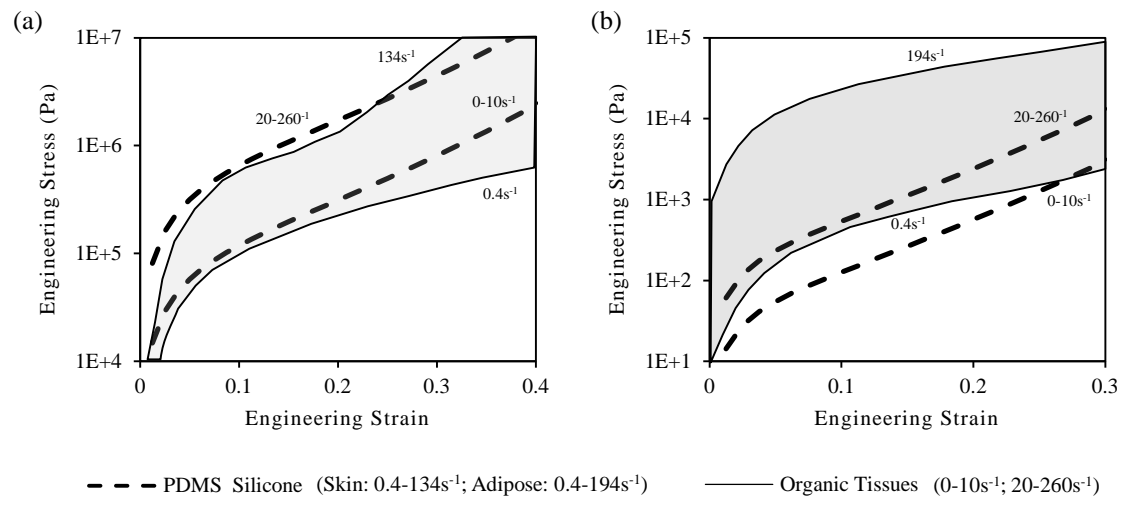 (a)
(b)
1E+7
1E+6
1E+5
1E+4
Engineering Stress (Pa)
134s-1
20-260-1
0-10s-1
0.4s-1
0 0.1 0.2 0.3 0.4
Engineering Strain
1E+5
1E+4
1E+3
1E+2
1E+1
Engineering Stress (Pa)
194s-1
20-260-1
0.4s-1
0-10s-1
0 0.1 0.2 0.3
Engineering Strain
PDMS Silicone (Skin: 0.4-134s-1; Adipose: 0.4-194s-1) Organic Tissues (0-10s-1; 20-260s-1)